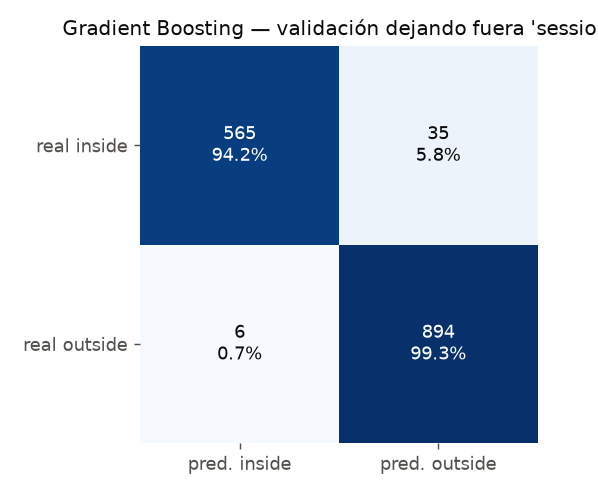 Gradient Boosting — validación dejando fuera 'sessio
real inside
565
94.2%
35
5.8%
real outside
6
0.7%
894
99.3%
pred. inside
pred. outside